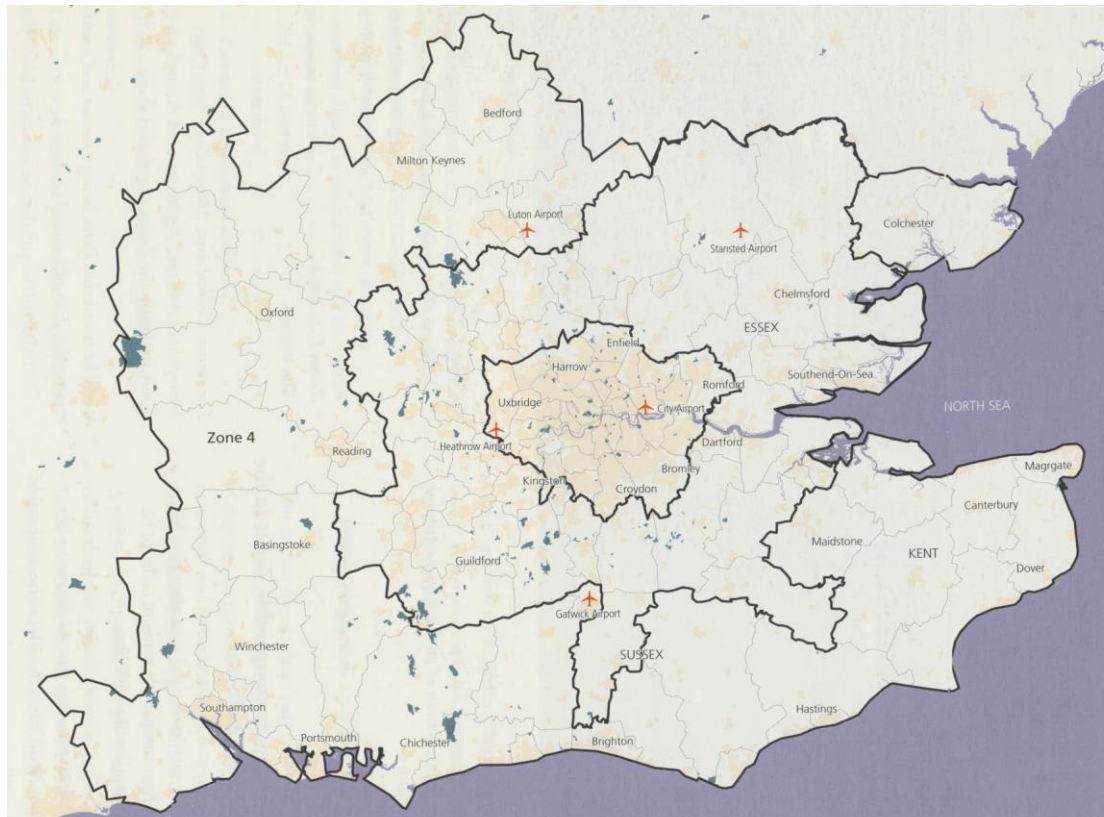 Bedford
Milton Keynes
Luton Airport
Colchester
Stansted Airport
Chelmsford
Oxford
ESSEX
Enfield
Harrow
Southend-On-Sea
Romford
Uxbridge
City Airport
NORTH SEA
Zone 4
Heathrow Airport
Dartford
Reading
Magrgate
Bromley
Kingston
Croydon
Canterbury
Basingstoke
Maidstone
KENT
Guildford
Dover
Gatwick Airport
Winchester
SUSSEX
Southampton
Hastings
Portsmouth
Chichester
Brighton